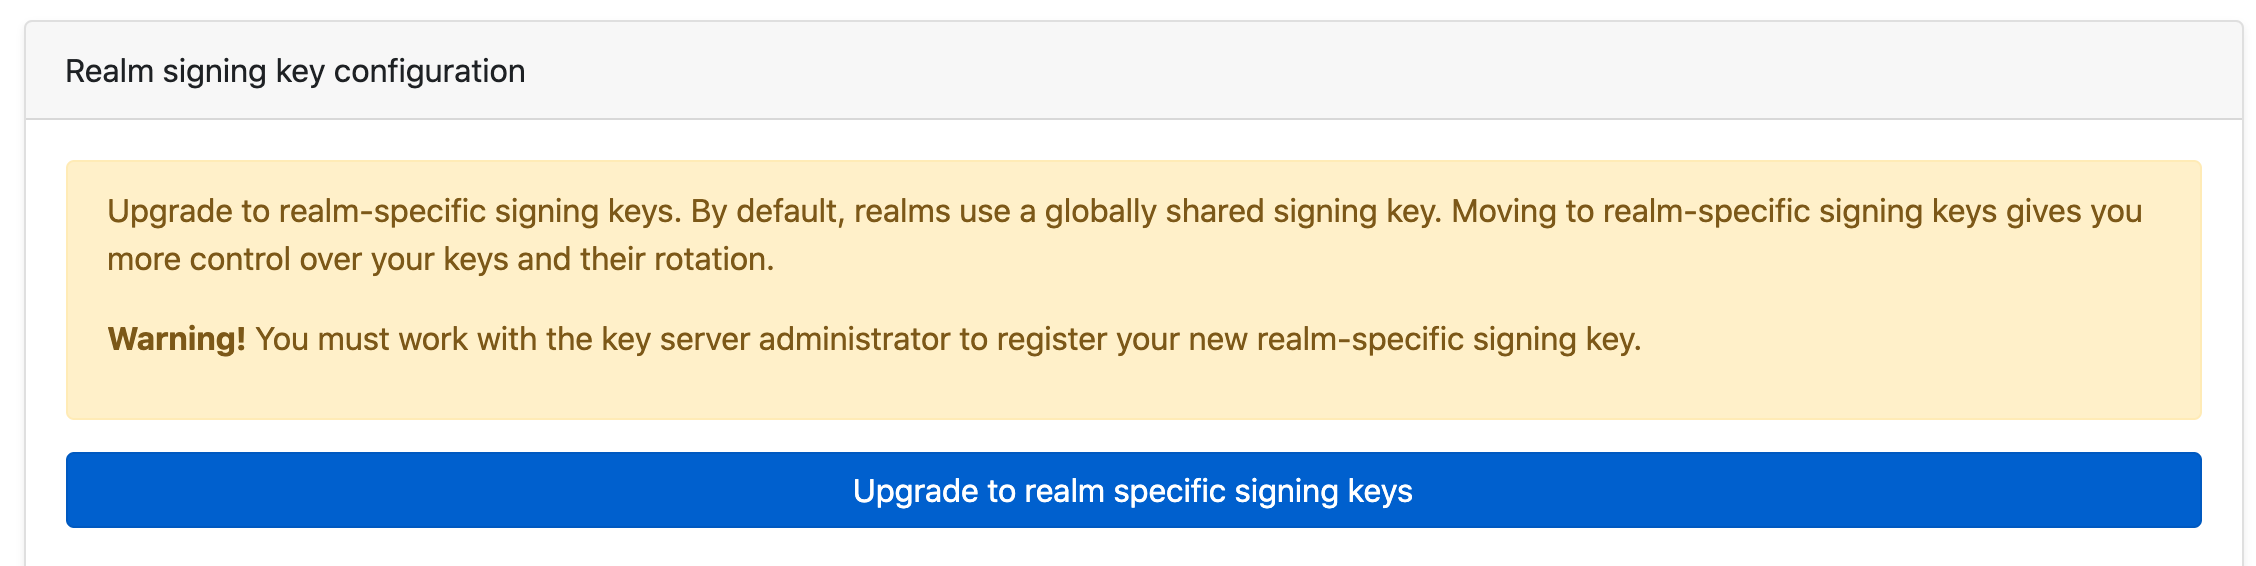 Realm signing key configuration
Upgrade to realm-specific signing keys. By default, realms use a globally shared signing key. Moving to realm-specific signing keys gives you
more control over your keys and their rotation.
Warning! You must work with the key server administrator to register your new realm-specific signing key.
Upgrade to realm specific signing keys